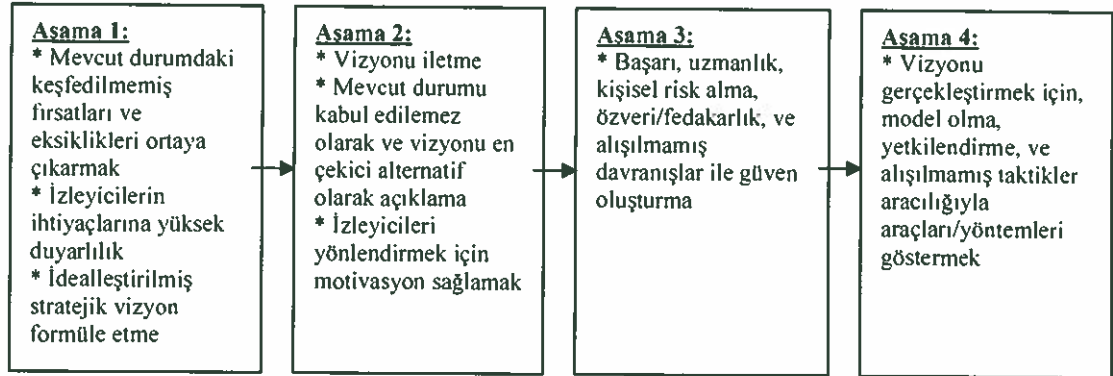 Aşama 1:
* Mevcut durumdaki
keşfedilmemiş
fırsatları ve
eksiklikleri ortaya
çıkarmak
* İzleyicilerin
ihtiyaçlarına yüksek
duyarlılık
* İdealleştirilmiş
stratejik vizyon
formüle etme
Aşama 2:
* Vizyonu iletme
* Mevcut durumu
kabul edilemez
olarak ve vizyonu en
çekici alternatif
olarak açıklama
* İzleyicileri
yönlendirmek için
motivasyon sağlamak
Aşama 3:
* Başarı, uzmanlık,
kişisel risk alma,
özveri/fedakarlık, ve
alışılmamış
davranışlar ile güven
oluşturma
Aşama 4:
* Vizyonu
gerçekleştirmek için,
model olma,
yetkilendirme, ve
alışılmamış taktikler
aracılığıyla
araçları/yöntemleri
göstermek